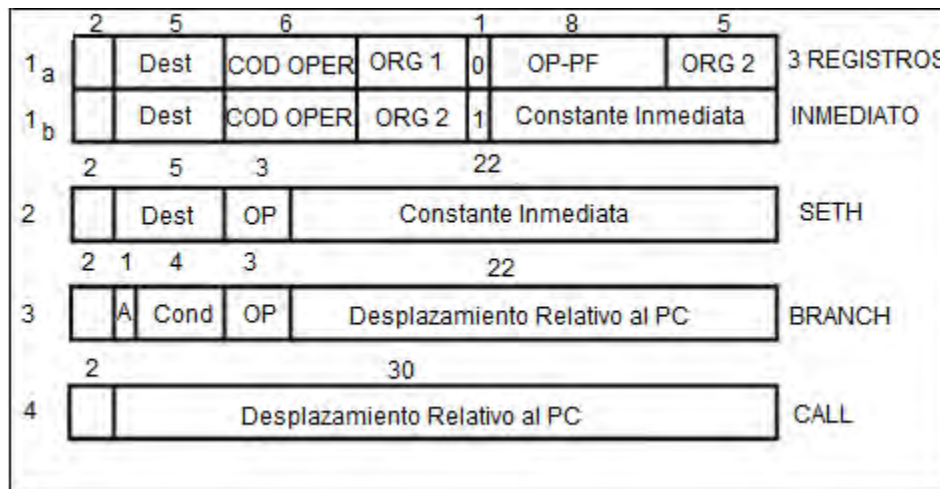 2 5 6 1 8 5
1a Dest COD OPER ORG 1 0 OP-PF ORG 2 3 REGISTROS
1b Dest COD OPER ORG 2 1 Constante Inmediata INMEDIATO
2 5 3 22
2 Dest OP Constante Inmediata SETH
2 1 4 3 22
3 A Cond OP Desplazamiento Relativo al PC BRANCH
2 30
4 Desplazamiento Relativo al PC CALL